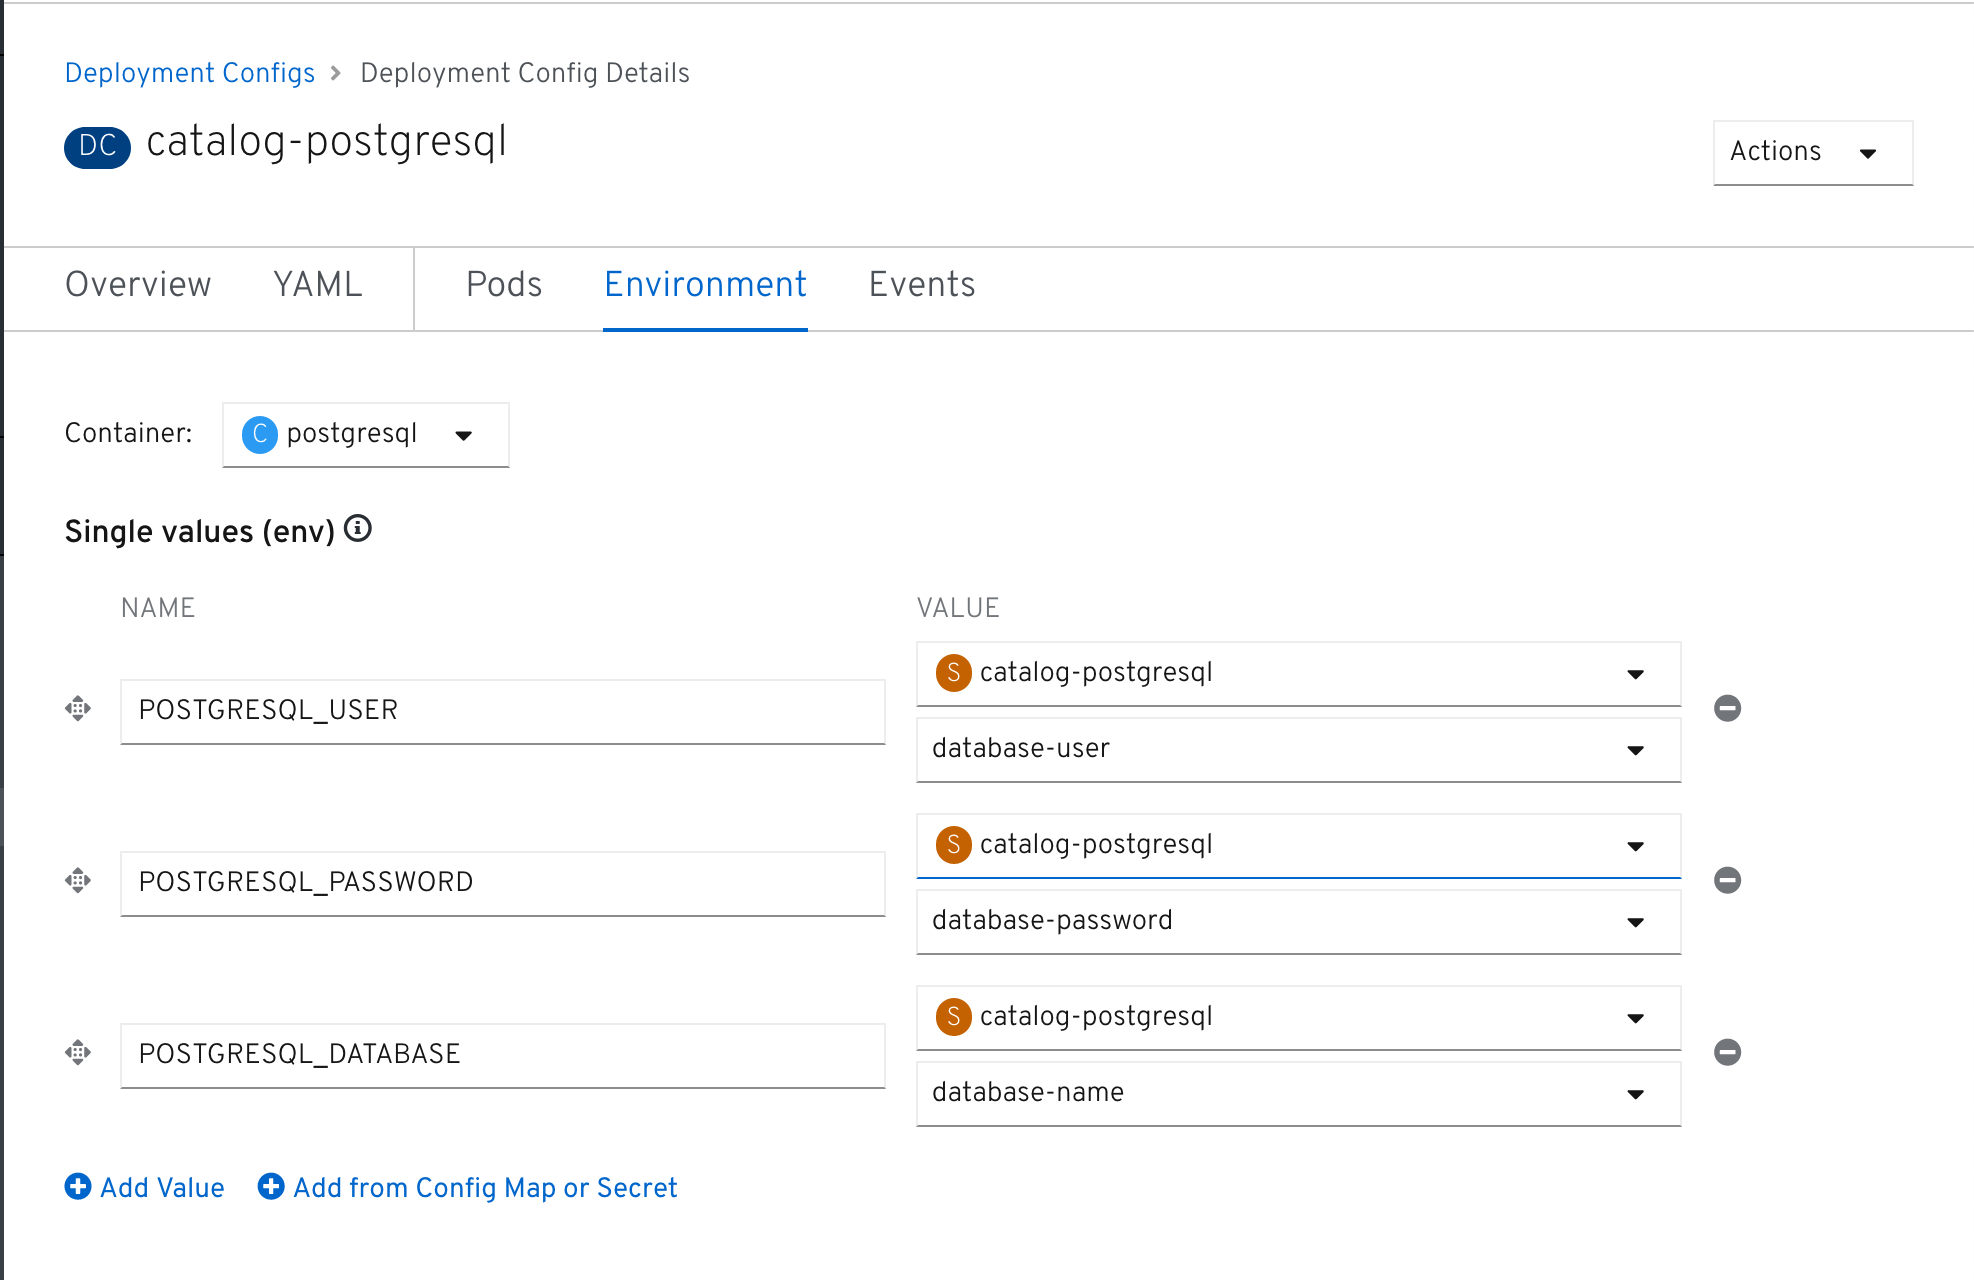 Deployment Configs > Deployment Config Details
DC catalog-postgresql
Actions
Overview YAML Pods Environment Events
Container: C postgresql
Single values (env)
NAME VALUE
S catalog-postgresql
POSTGRESQL_USER
database-user
S catalog-postgresql
POSTGRESQL_PASSWORD
database-password
S catalog-postgresql
POSTGRESQL_DATABASE
database-name
Add Value Add from Config Map or Secret